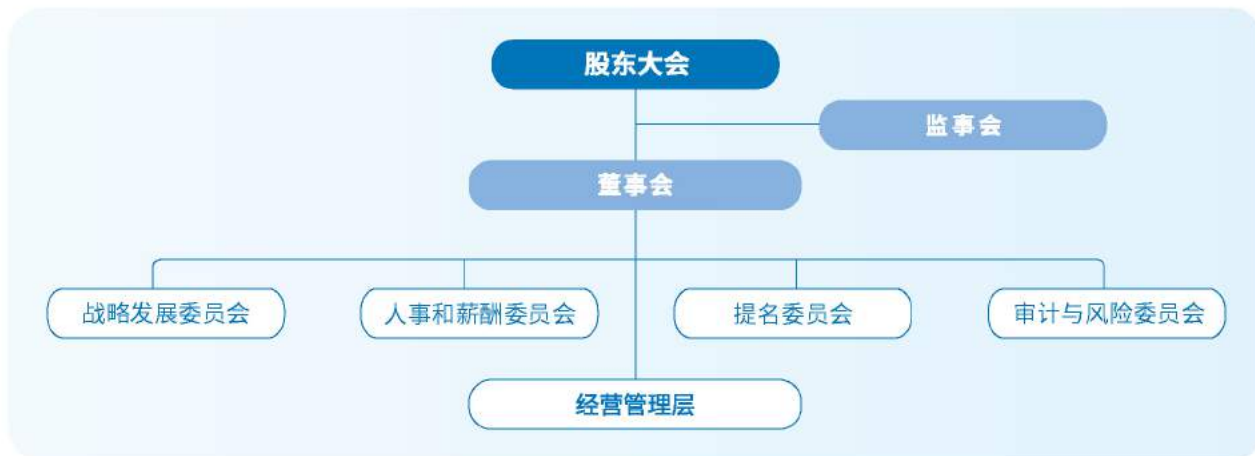 股东大会
监事会
董事会
战略发展委员会
人事和薪酬委员会
提名委员会
审计与风险委员会
经营管理层